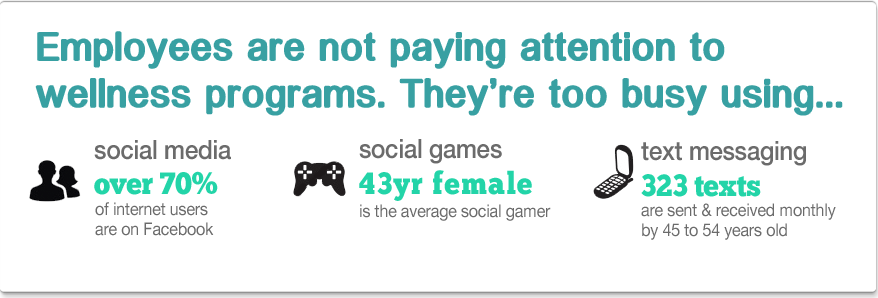 Employees are not paying attention to
wellness programs. They're too busy using...
social media
over 70%
of internet users
are on Facebook
social games
43yr female
is the average social gamer
text messaging
323 texts
are sent & received monthly
by 45 to 54 years old